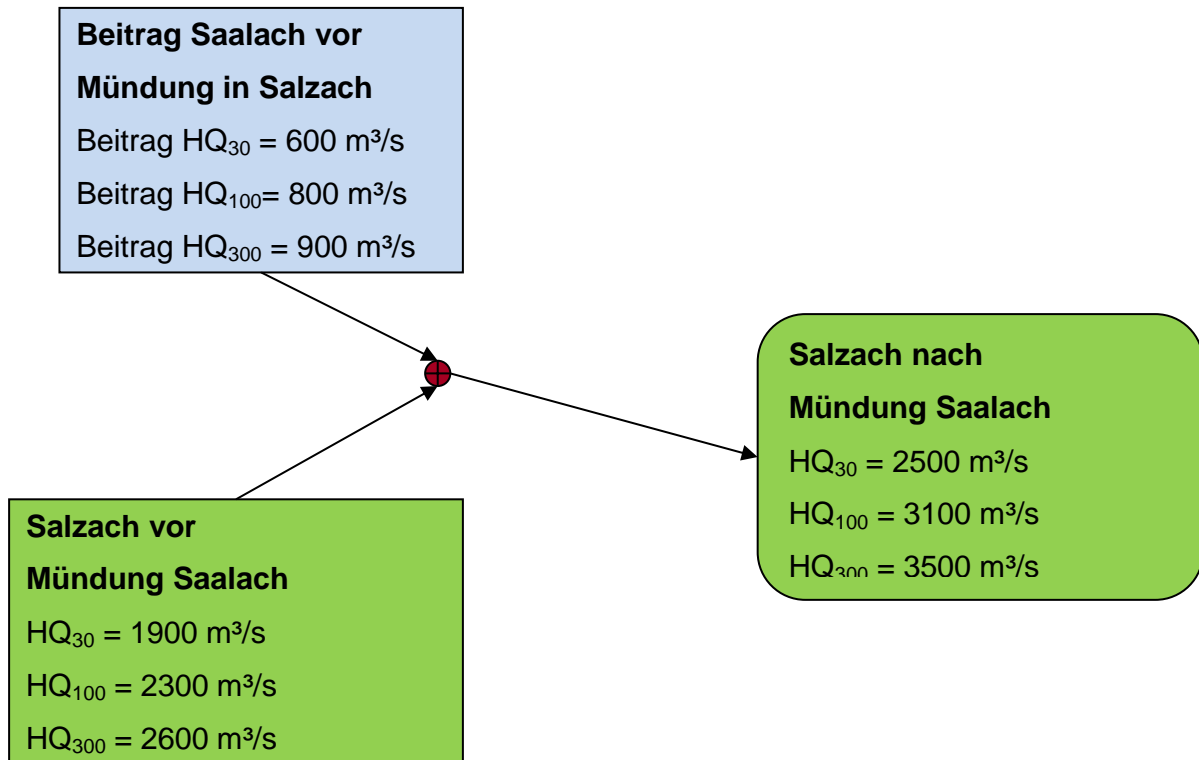 Beitrag Saalach vor
Mündung in Salzach
Beitrag HQ30 = 600 m³/s
Beitrag HQ100= 800 m³/s
Beitrag HQ300 = 900 m³/s
Salzach vor
Mündung Saalach
HQ30 = 1900 m³/s
HQ100 = 2300 m³/s
HQ300 = 2600 m³/s
Salzach nach
Mündung Saalach
HQ30 = 2500 m³/s
HQ100 = 3100 m³/s
HQ300 = 3500 m³/s